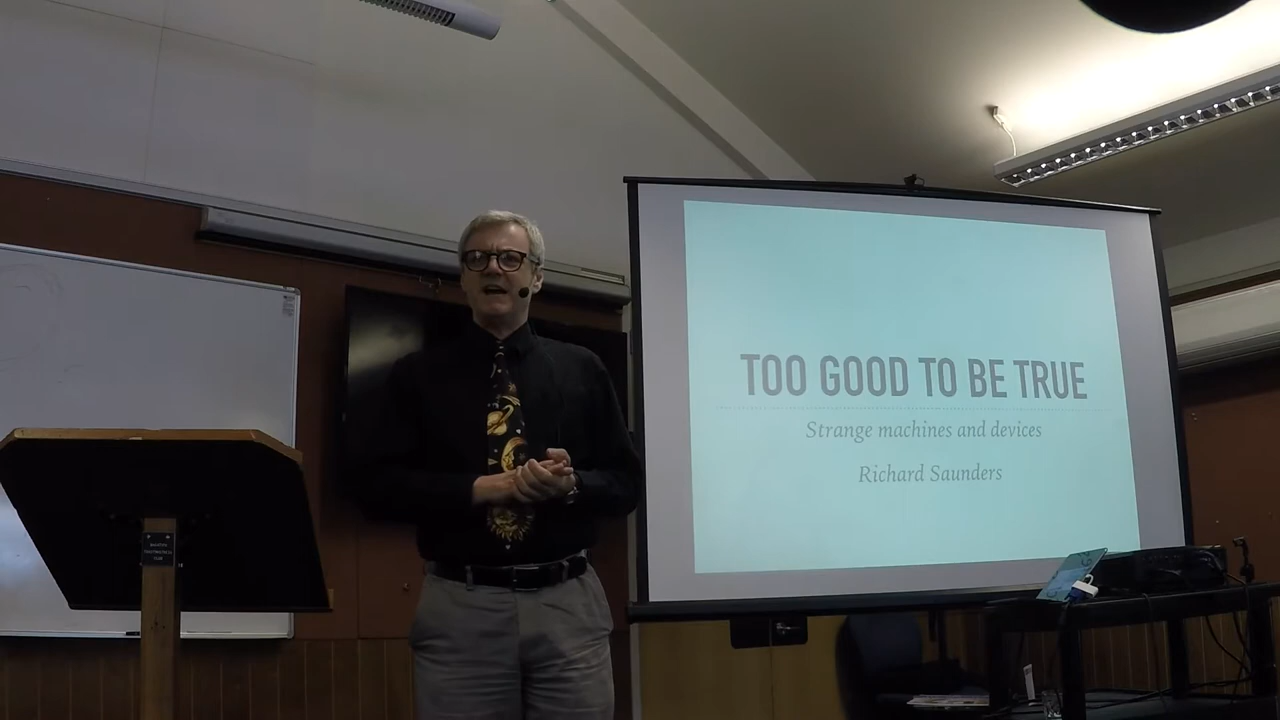 TOO GOOD TO BE TRUE
Strange machines and devices
Richard Saunders